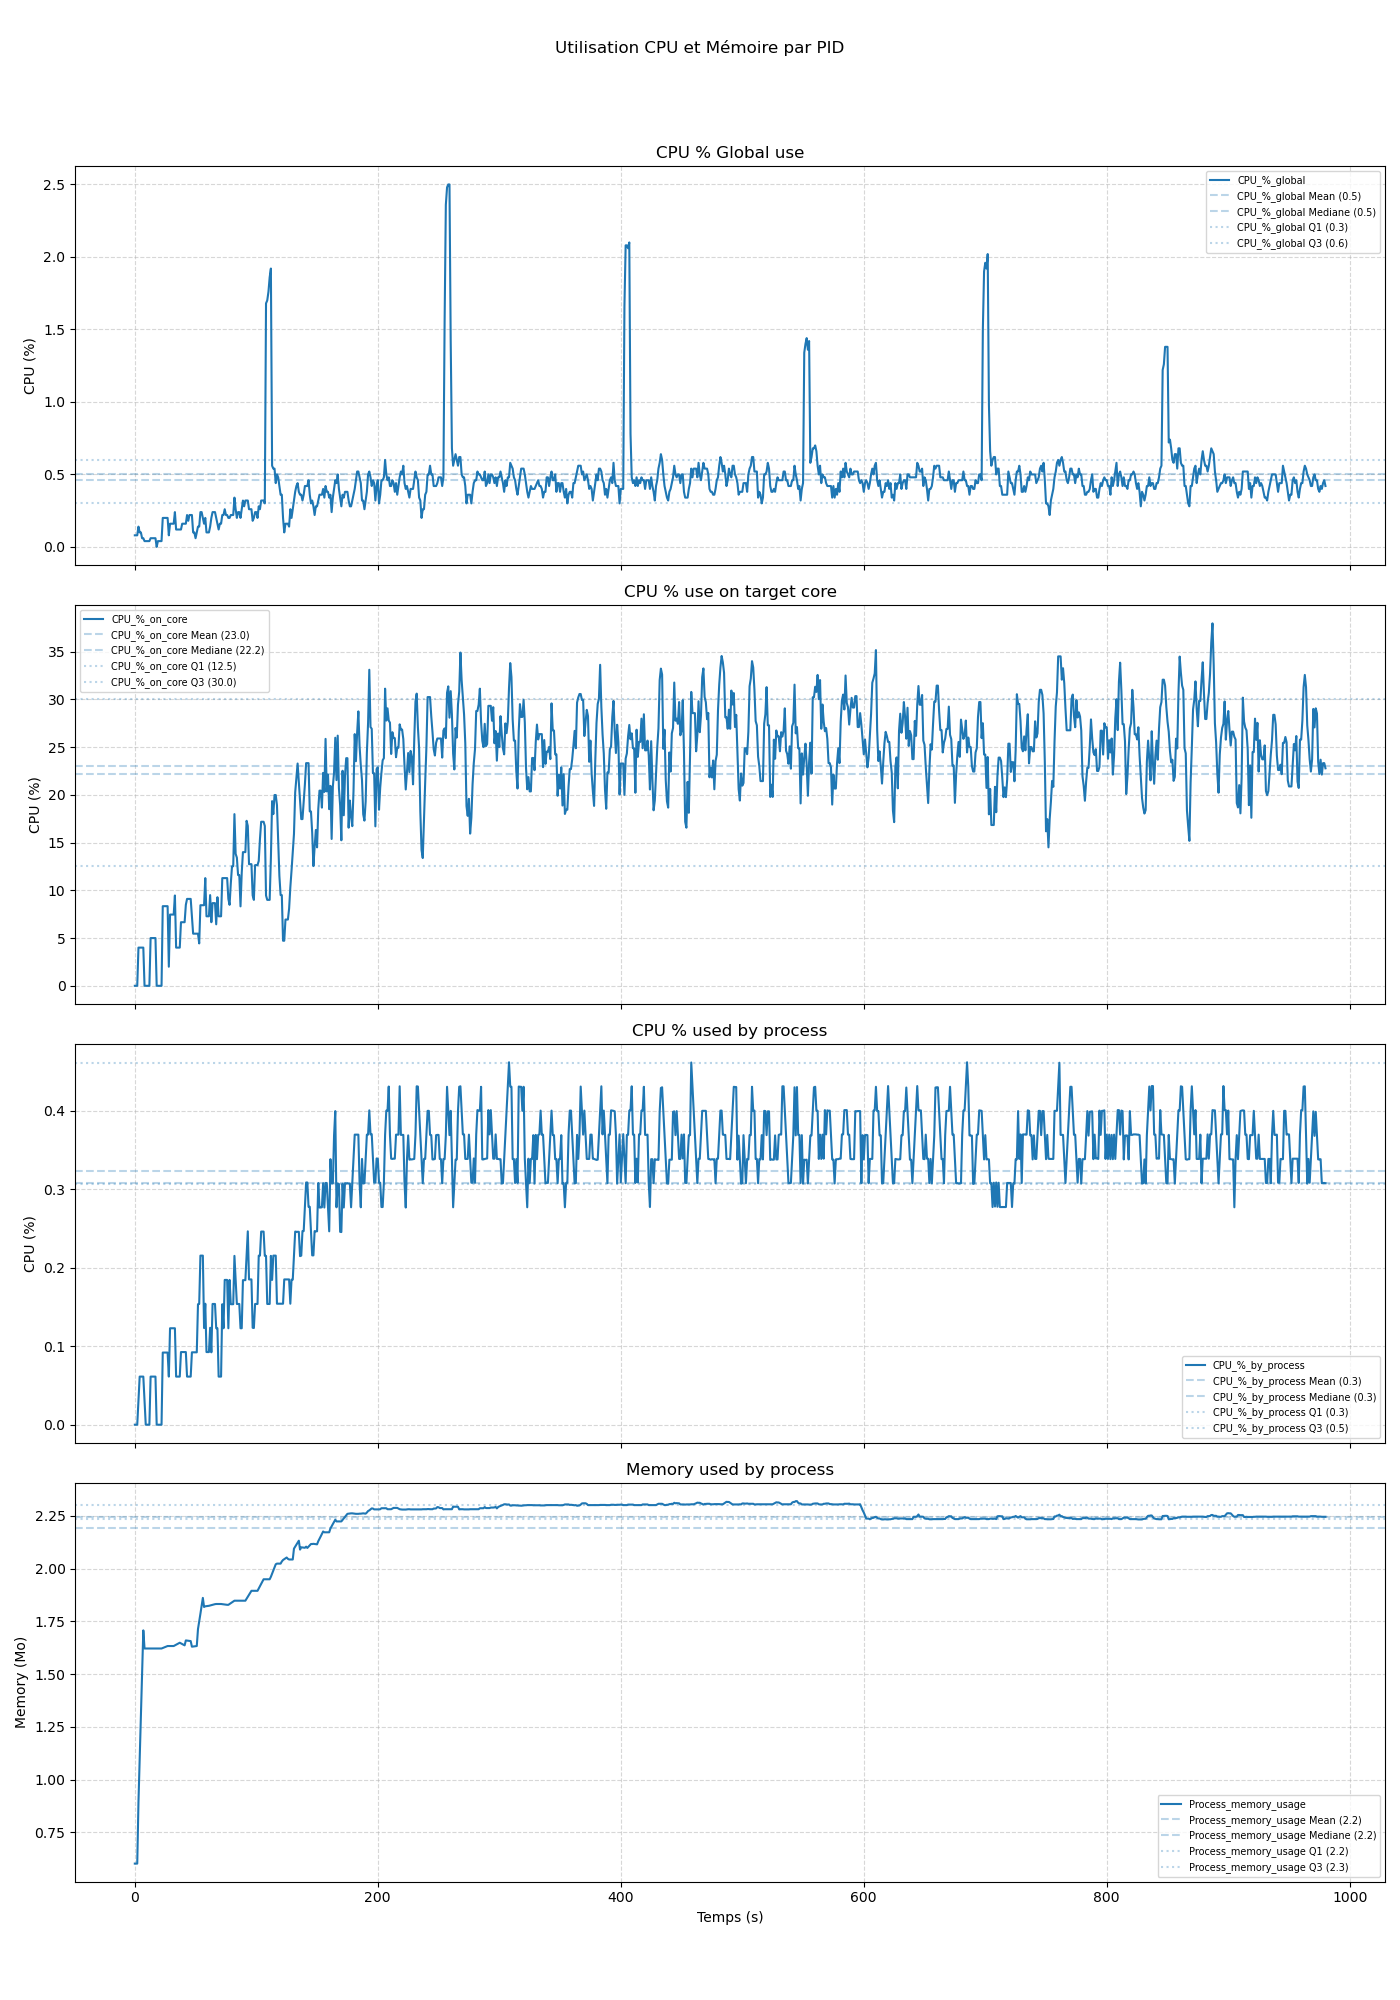 Utilisation CPU et Mémoire par PID
CPU % Global use
CPU (%)
2.5
2.0
1.5
1.0
0.5
0.0
CPU_%_global
CPU_%_global Mean (0.5)
CPU_%_global Mediane (0.5)
CPU_%_global Q1 (0.3)
CPU_%_global Q3 (0.6)
CPU % use on target core
CPU (%)
35
30
25
20
15
10
5
0
CPU_%_on_core
CPU_%_on_core Mean (23.0)
CPU_%_on_core Mediane (22.2)
CPU_%_on_core Q1 (12.5)
CPU_%_on_core Q3 (30.0)
CPU % used by process
CPU (%)
0.4
0.3
0.2
0.1
0.0
CPU_%_by_process
CPU_%_by_process Mean (0.3)
CPU_%_by_process Mediane (0.3)
CPU_%_by_process Q1 (0.3)
CPU_%_by_process Q3 (0.5)
Memory used by process
Memory (Mo)
2.25
2.00
1.75
1.50
1.25
1.00
0.75
Process_memory_usage
Process_memory_usage Mean (2.2)
Process_memory_usage Mediane (2.2)
Process_memory_usage Q1 (2.2)
Process_memory_usage Q3 (2.3)
0 200 400 600 800 1000
Temps (s)